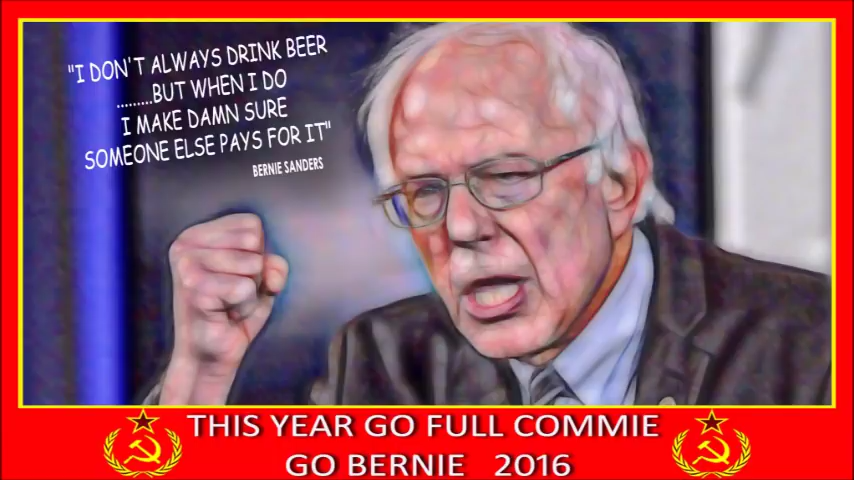 "I DON'T ALWAYS DRINK BEER
.........BUT WHEN I DO
I MAKE DAMN SURE
SOMEONE ELSE PAYS FOR IT"
BERNIE SANDERS
THIS YEAR GO FULL COMMIE
GO BERNIE 2016